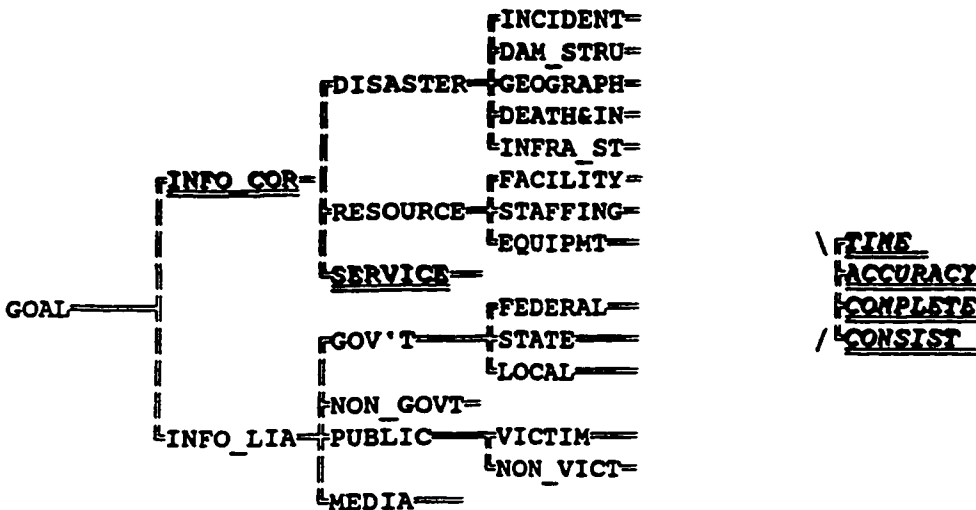 INCIDENT
DAM_STRU
DISASTER GEOGRAPH
DEATH&IN
INFO_COR INFRA_ST
FACILITY
RESOURCE STAFFING
EQUIPMT \ TIME
SERVICE ACCURACY
GOAL FEDERAL COMPLETE
GOV'T STATE / CONSIST
LOCAL
NON_GOVT
INFO_LIA PUBLIC VICTIM
NON_VICT
MEDIA